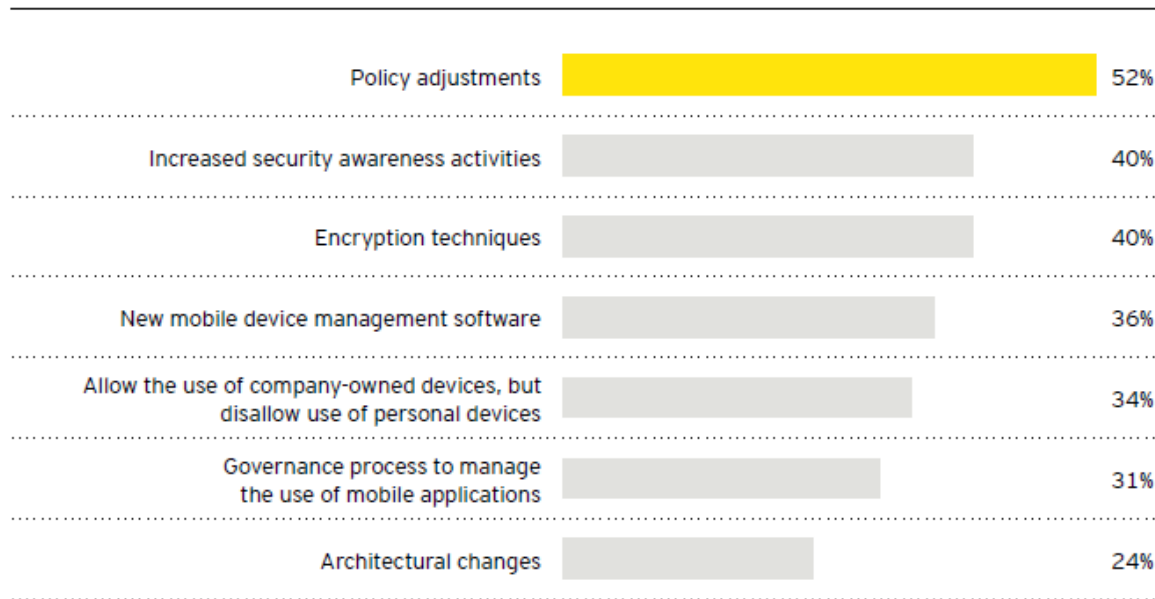 Policy adjustments 52%
Increased security awareness activities 40%
Encryption techniques 40%
New mobile device management software 36%
Allow the use of company-owned devices, but
disallow use of personal devices 34%
Governance process to manage
the use of mobile applications 31%
Architectural changes 24%